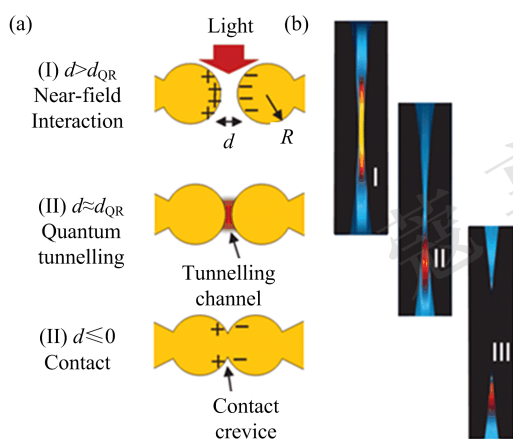 (a)
Light
(I) d>dQR
Near-field
Interaction
d
R
(II) d≈dQR
Quantum
tunnelling
Tunnelling
channel
(II) d≤0
Contact
Contact
crevice
(b)
I
II
III